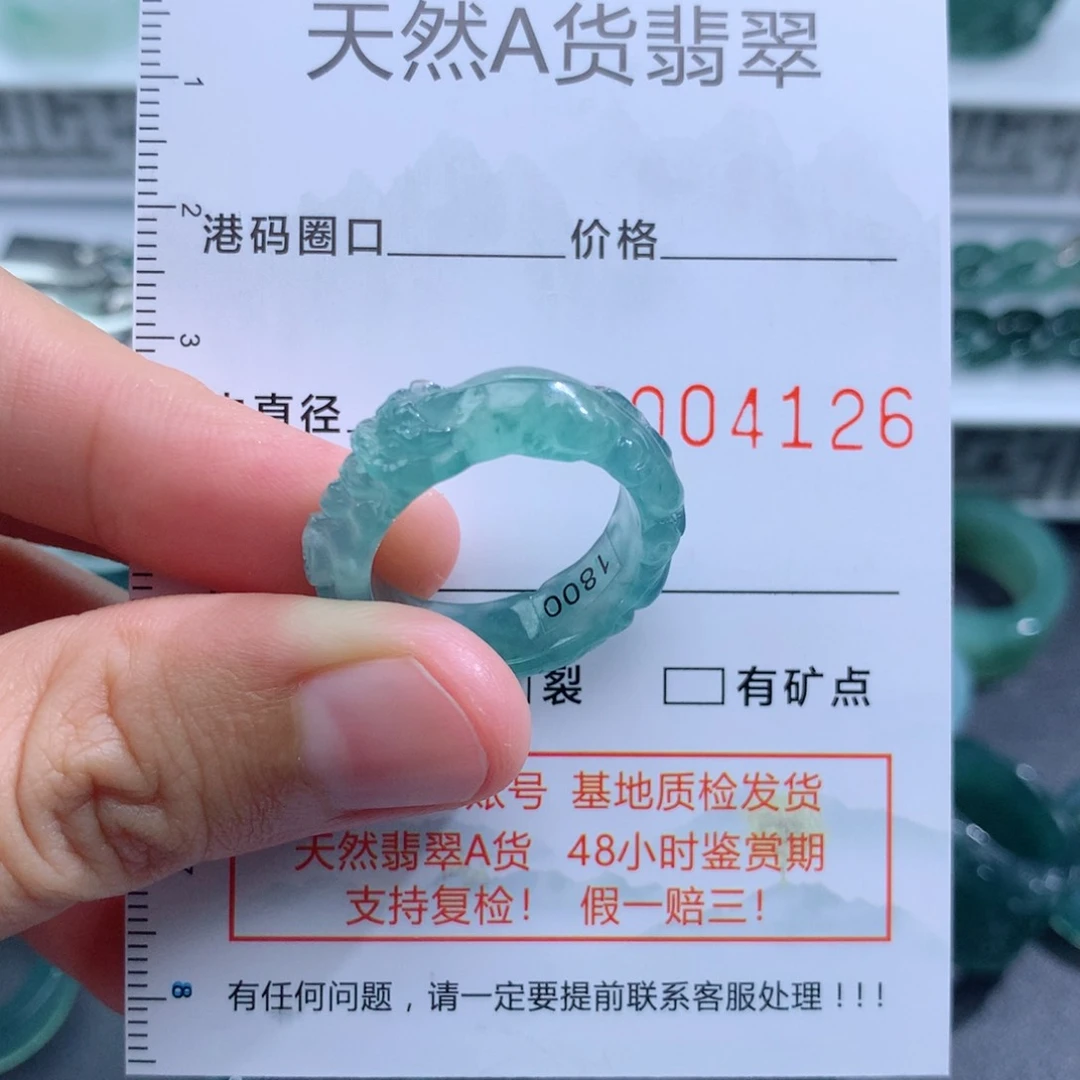 天然A货翡翠
1
2
港码圈口 价格
3
直径 004126
1800
裂 有矿点
账号 基地质检发货
天然翡翠A货 48小时鉴赏期
支持复检! 假一赔三!
8
有任何问题，请一定要提前联系客服处理!!!